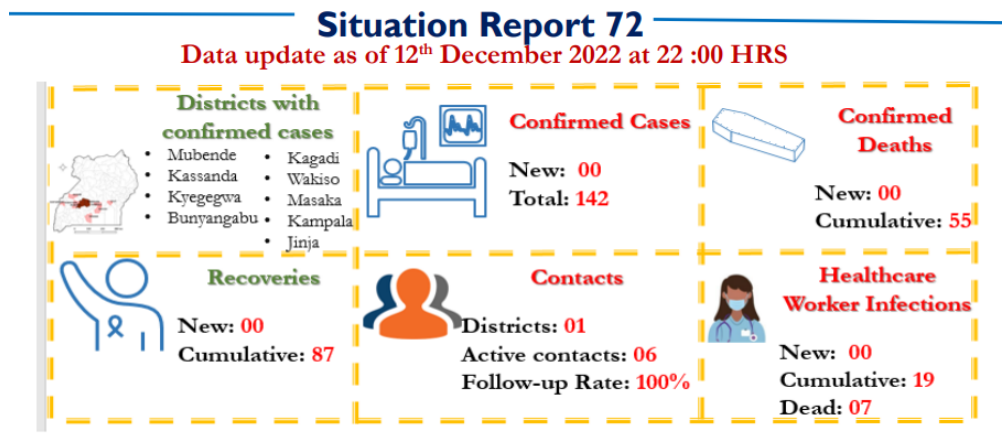 Situation Report 72
Data update as of 12th December 2022 at 22 :00 HRS
Districts with
confirmed cases
• Mubende
• Kassanda
• Kyegegwa
• Bunyangabu
• Kagadi
• Wakiso
• Masaka
• Kampala
• Jinja
Confirmed Cases
New: 00
Total: 142
Confirmed
Deaths
New: 00
Cumulative: 55
Recoveries
New: 00
Cumulative: 87
Contacts
Districts: 01
Active contacts: 06
Follow-up Rate: 100%
Healthcare
Worker Infections
New: 00
Cumulative: 19
Dead: 07